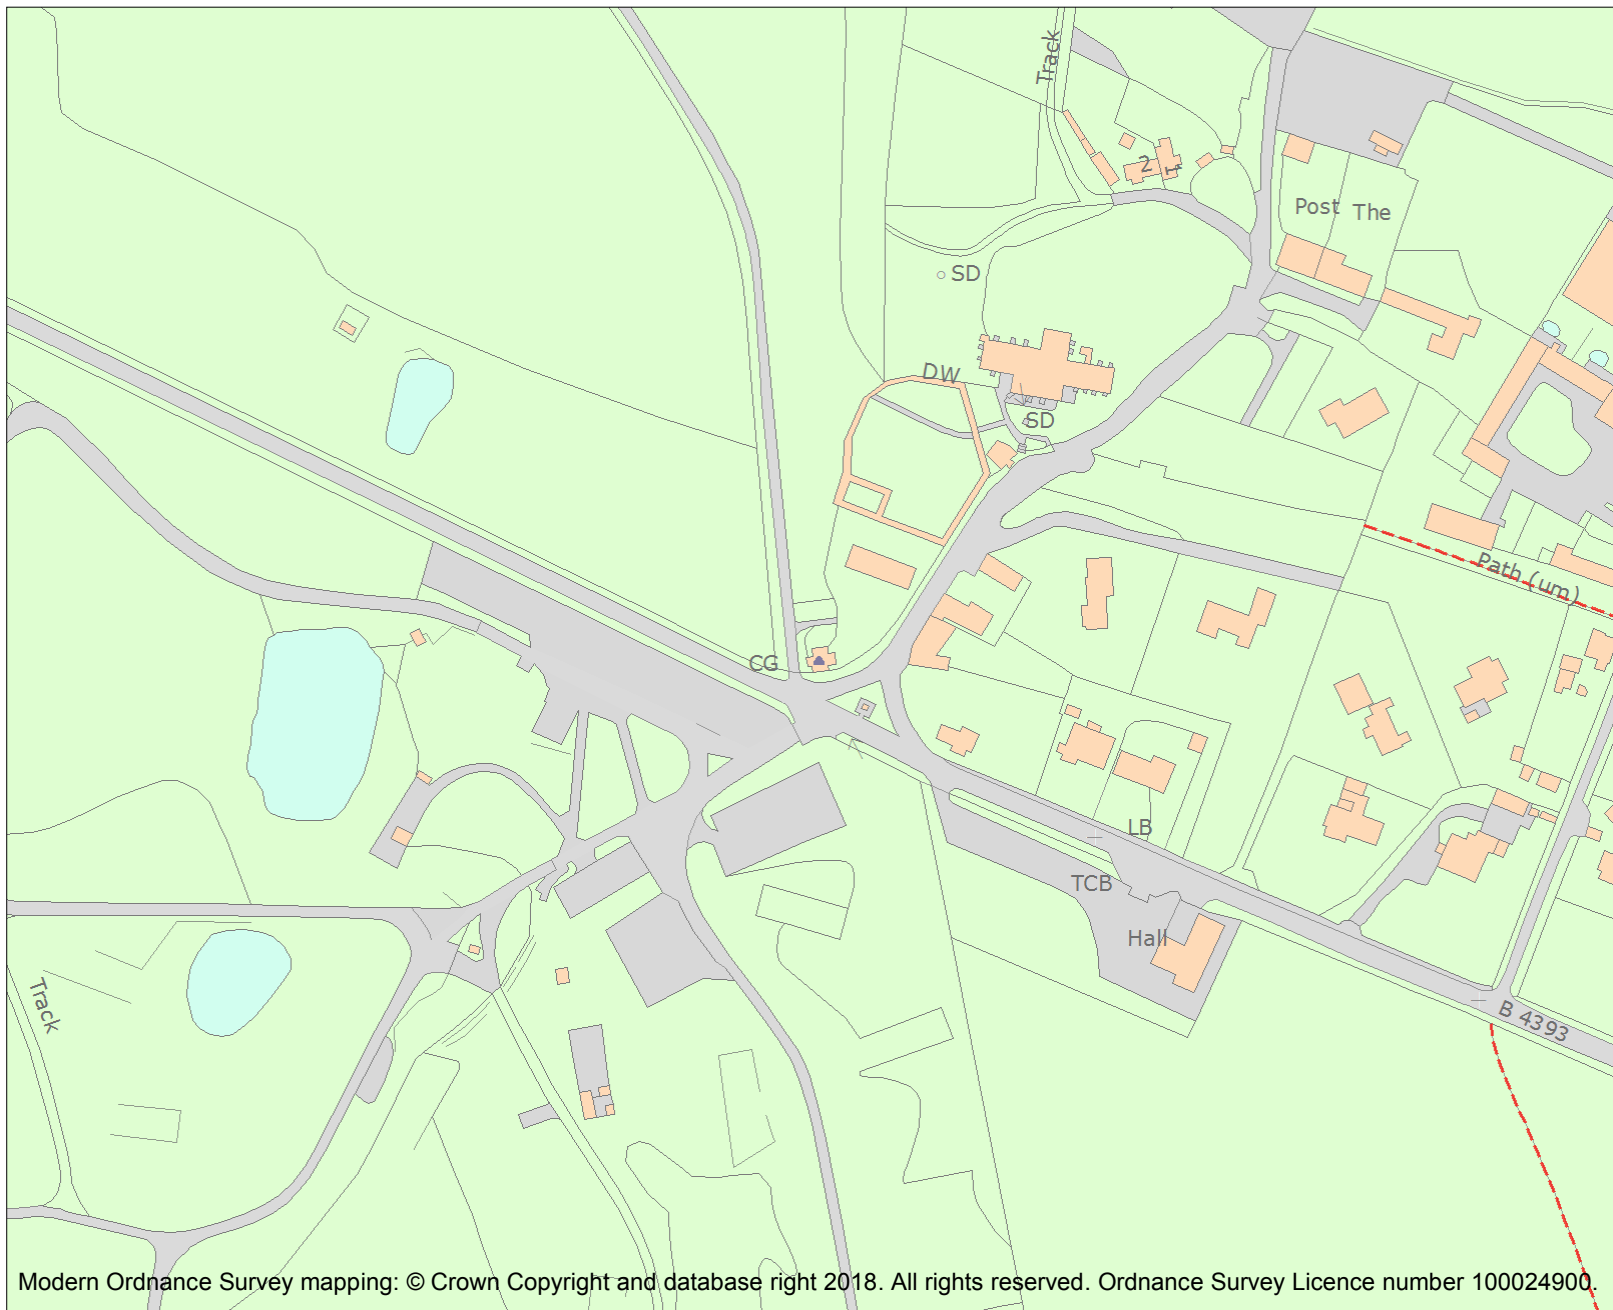 Track
2
1
Post
The
SD
DW
SD
Path (um)
CG
LB
TCB
Hall
Track
B 4393
Modern Ordnance Survey mapping: © Crown Copyright and database right 2018. All rights reserved. Ordnance Survey Licence number 100024900.